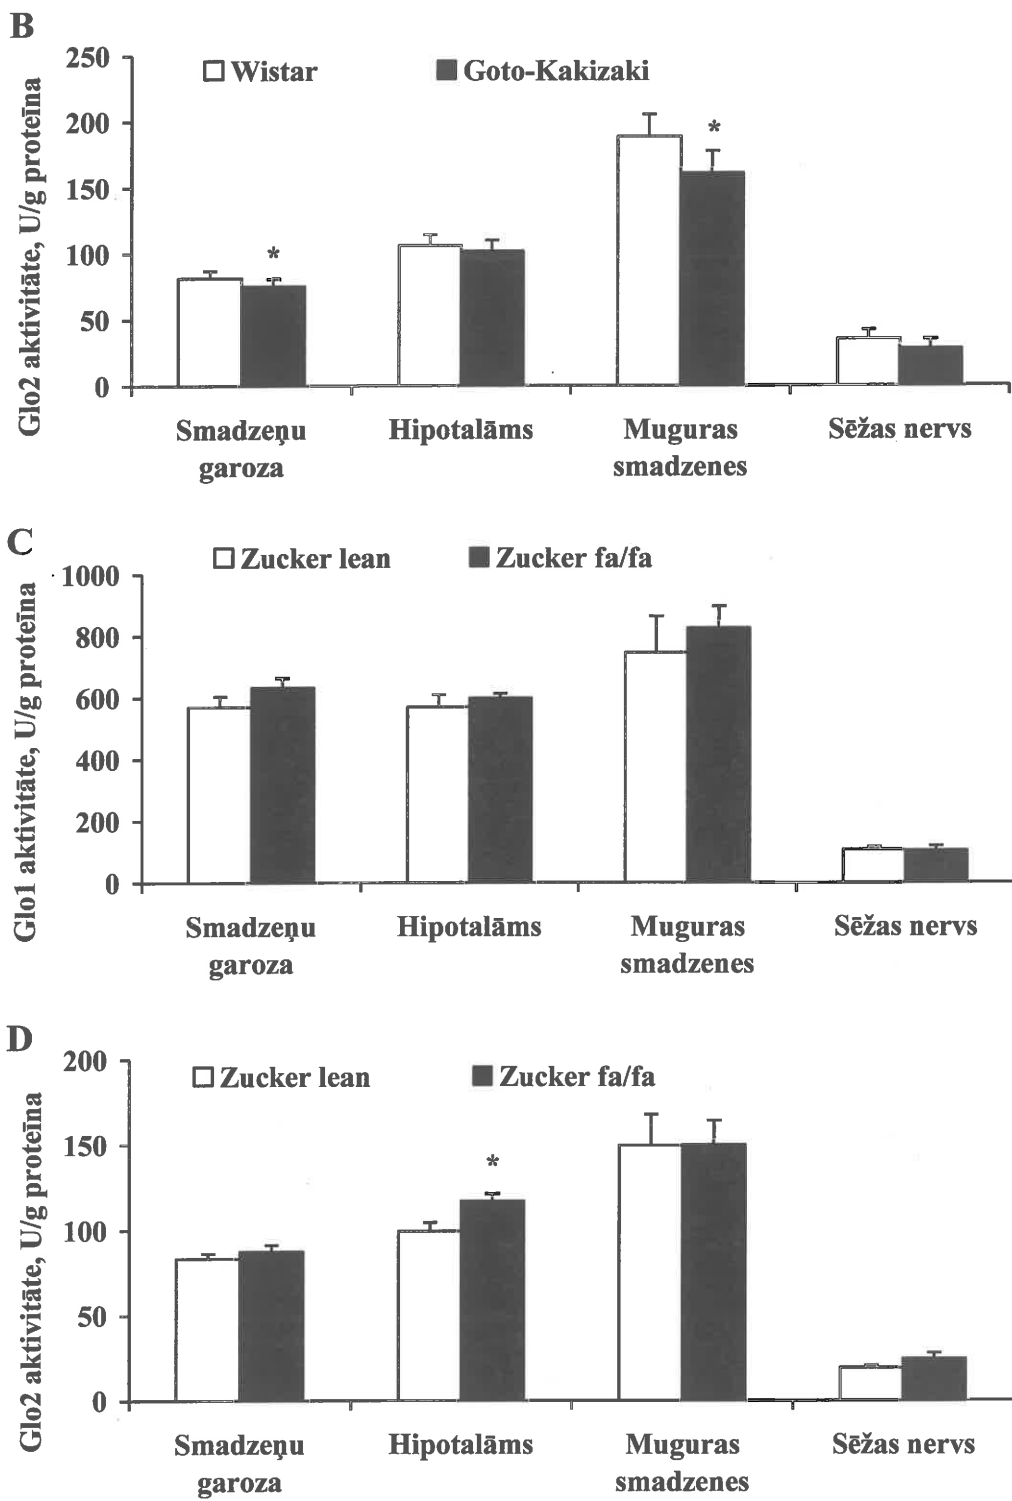 B
Wistar Goto-Kakizaki
Glo2 aktivitāte, U/g proteīna
250
200
150
100
50
0
*
*
Smadzeņu garoza
Hipotalāms
Muguras smadzenes
Sēžas nervs
C
Zucker lean Zucker fa/fa
Glo1 aktivitāte, U/g proteīna
1000
800
600
400
200
0
Smadzeņu garoza
Hipotalāms
Muguras smadzenes
Sēžas nervs
D
Zucker lean Zucker fa/fa
Glo2 aktivitāte, U/g proteīna
200
150
100
50
0
*
Smadzeņu garoza
Hipotalāms
Muguras smadzenes
Sēžas nervs